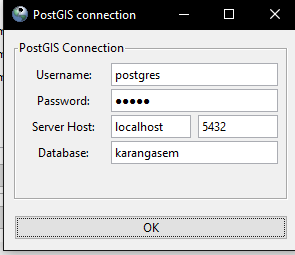 PostGIS connection
PostGIS Connection
Username: postgres
Password: ●●●●●
Server Host: localhost 5432
Database: karangasem
OK